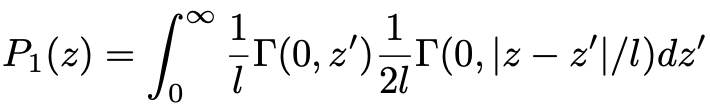 $P_1(z) = \int_0^\infty \frac{1}{l} \Gamma(0, z') \frac{1}{2l} \Gamma(0, |z - z'|/l) dz'$